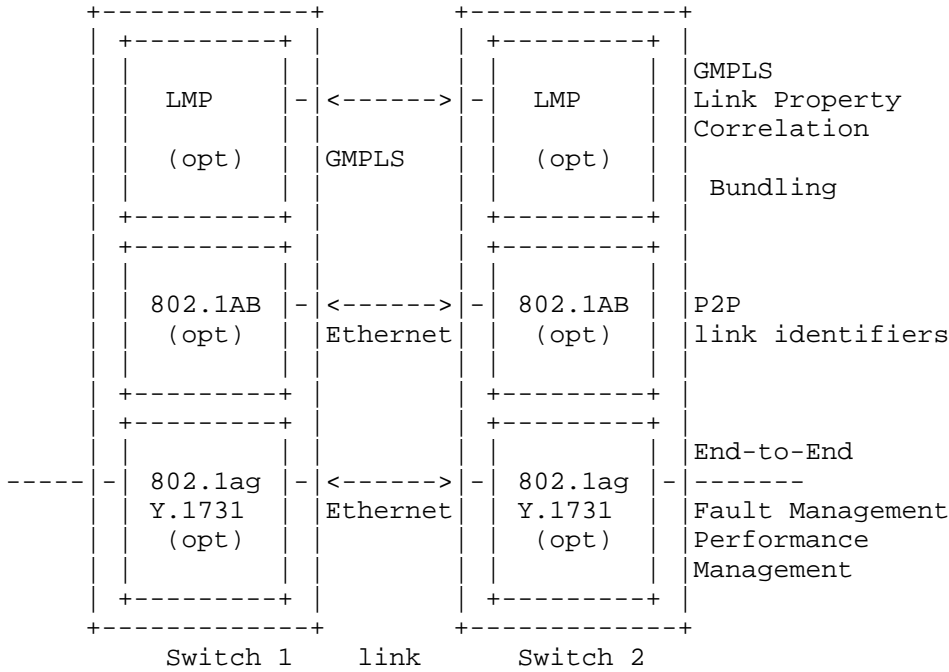 GMPLS
LMP LMP Link Property
Correlation
(opt) GMPLS (opt)
Bundling
802.1AB 802.1AB P2P
(opt) Ethernet (opt) link identifiers
End-to-End
802.1ag 802.1ag
Y.1731 Ethernet Y.1731 Fault Management
(opt) (opt) Performance
Management
Switch 1 link Switch 2